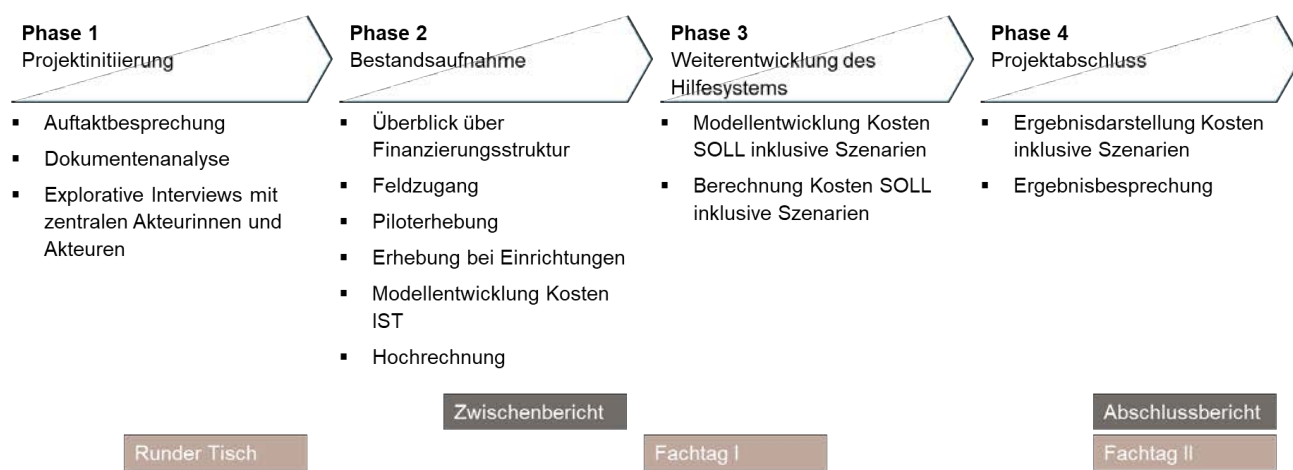 Phase 1
Projektinitiierung
▪ Auftaktbesprechung
▪ Dokumentenanalyse
▪ Explorative Interviews mit
zentralen Akteurinnen und
Akteuren
Phase 2
Bestandsaufnahme
▪ Überblick über
Finanzierungsstruktur
▪ Feldzugang
▪ Piloterhebung
▪ Erhebung bei Einrichtungen
▪ Modellentwicklung Kosten
IST
▪ Hochrechnung
Phase 3
Weiterentwicklung des
Hilfesystems
▪ Modellentwicklung Kosten
SOLL inklusive Szenarien
▪ Berechnung Kosten SOLL
inklusive Szenarien
Phase 4
Projektabschluss
▪ Ergebnisdarstellung Kosten
inklusive Szenarien
▪ Ergebnisbesprechung
Zwischenbericht
Abschlussbericht
Runder Tisch
Fachtag I
Fachtag II